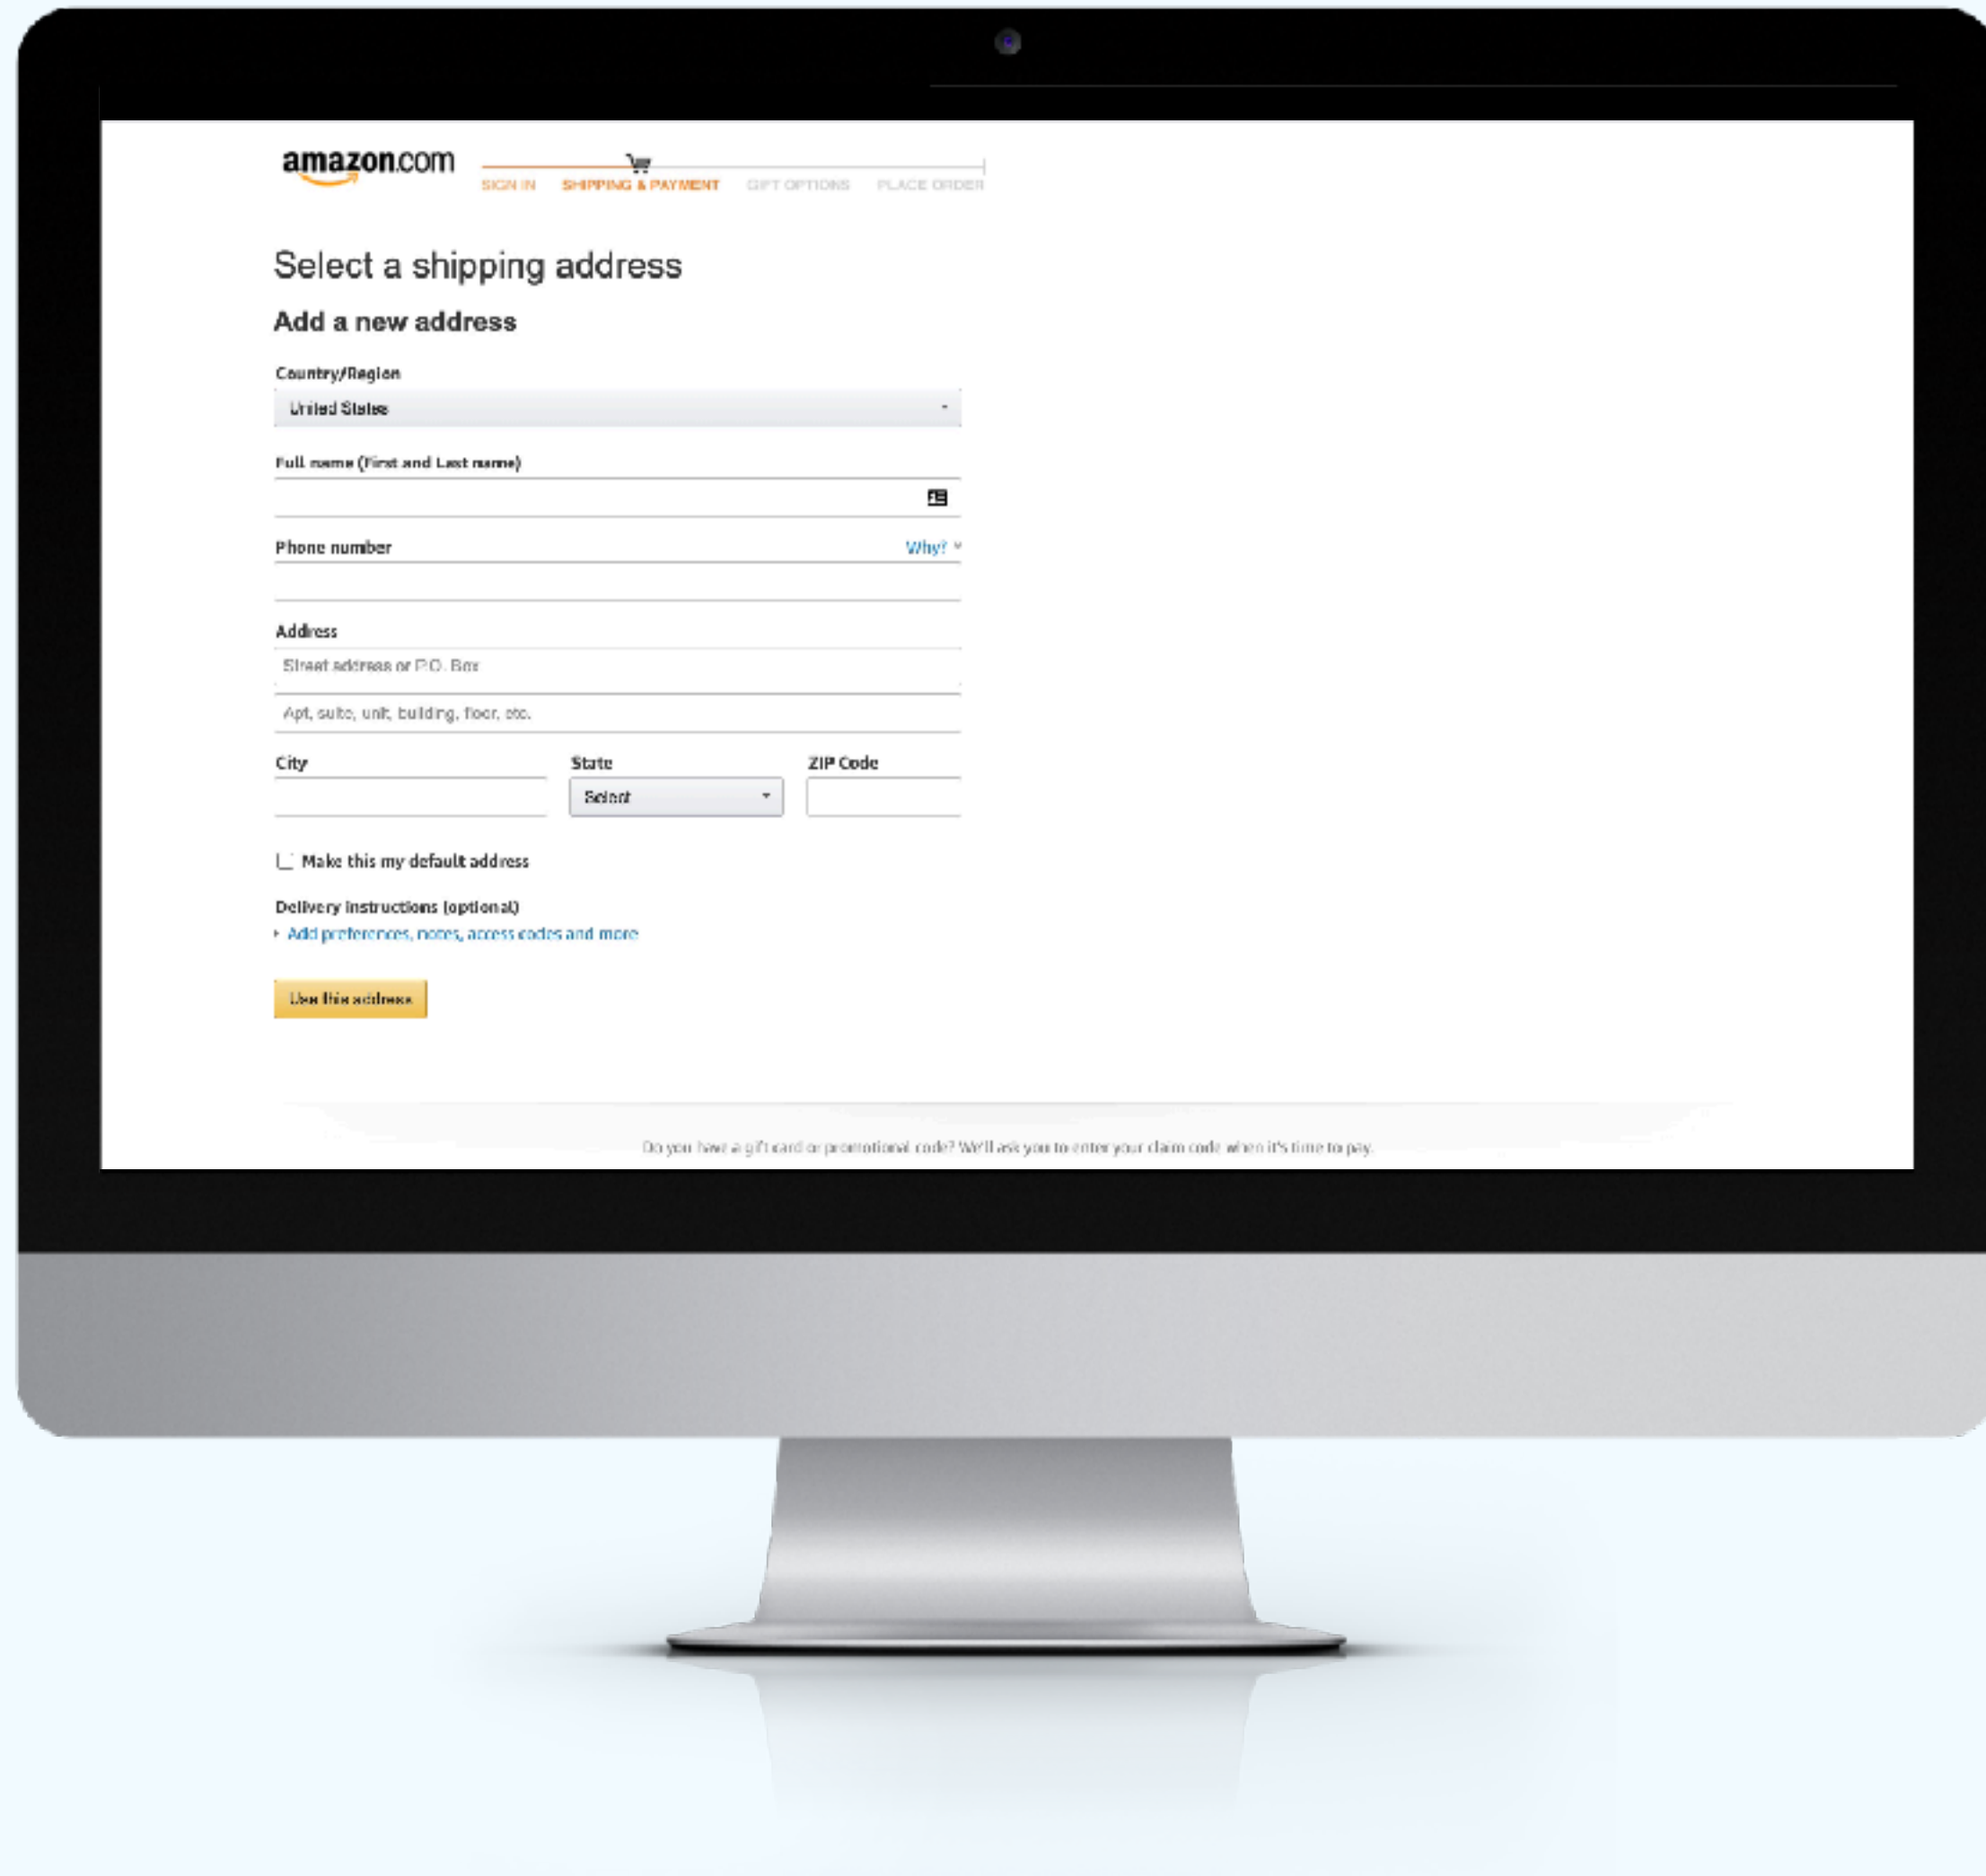 amazon.com
SIGN IN SHIPPING & PAYMENT GIFT OPTIONS PLACE ORDER
Select a shipping address
Add a new address
Country/Region
United States
Full name (First and Last name)
Phone number Why?
Address
Street address or P.O. Box
Apt, suite, unit, building, floor, etc.
City State ZIP Code
Select
Make this my default address
Delivery instructions (optional)
Add preferences, notes, access codes and more
Use this address
Do you have a gift card or promotional code? We'll ask you to enter your claim code when it's time to pay.